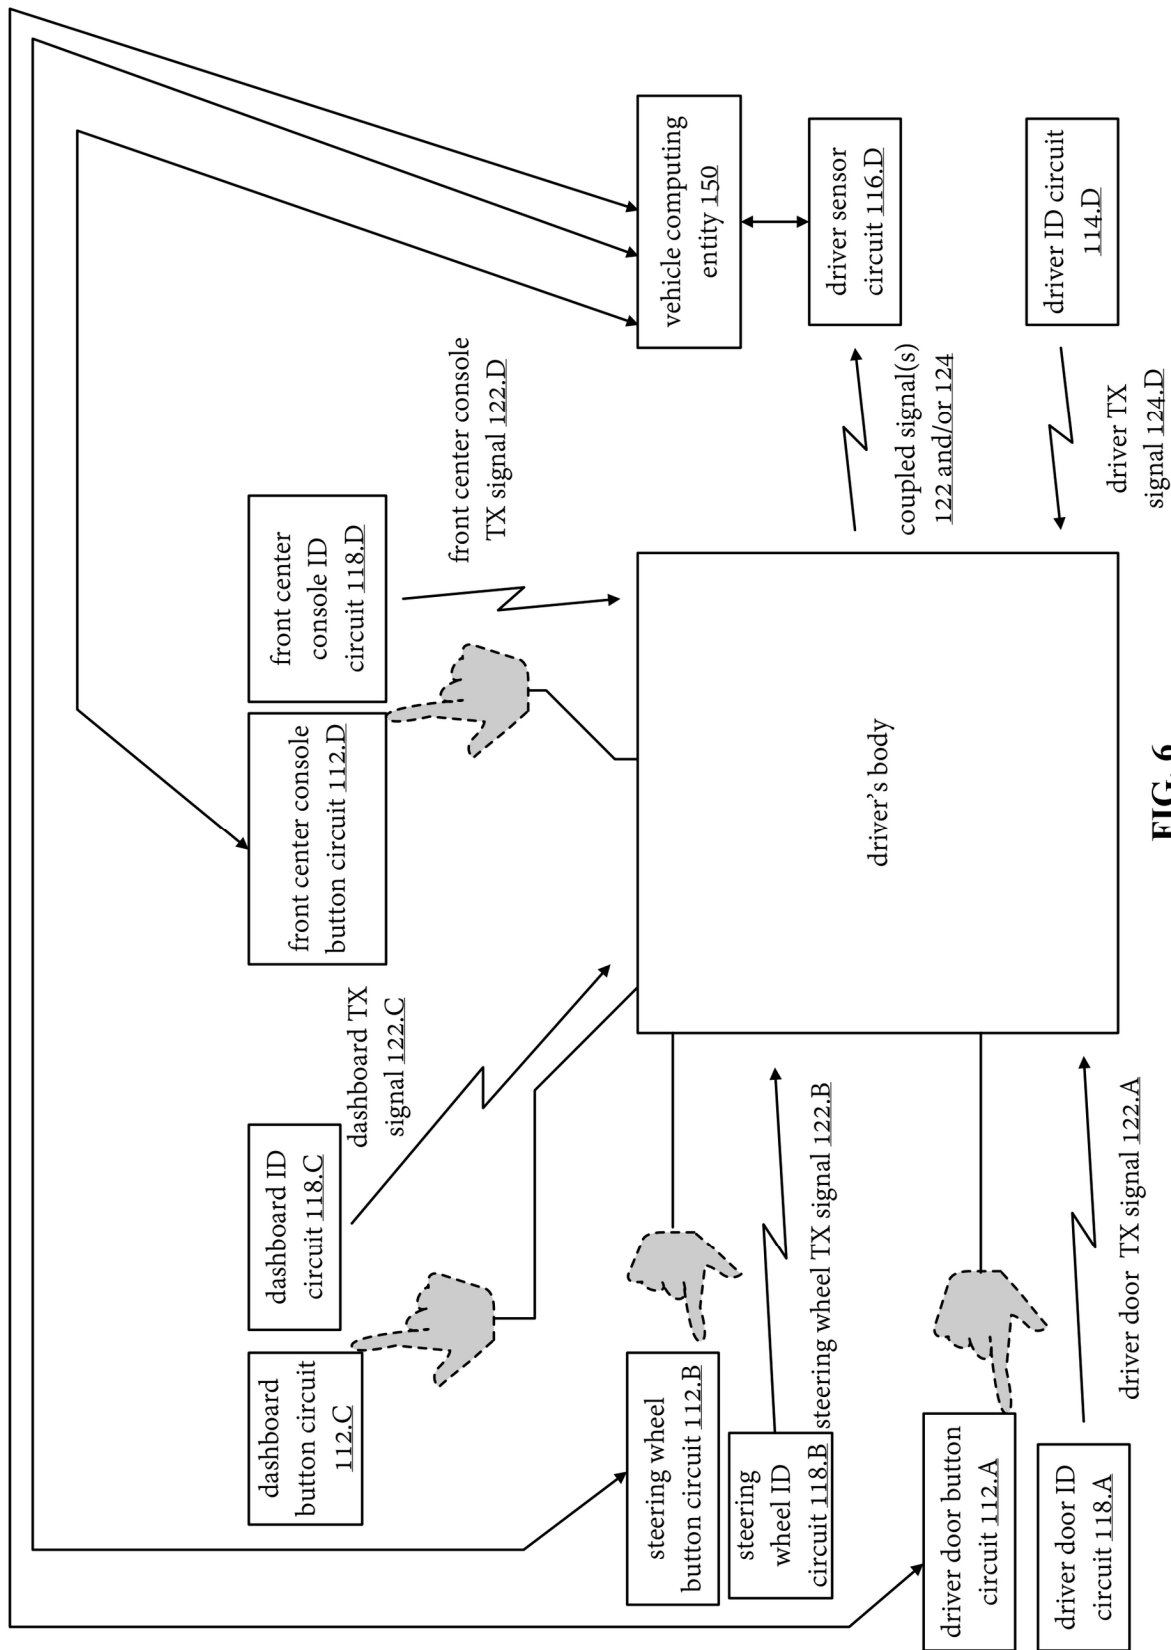 dashboard
button circuit
112.C
dashboard ID
circuit 118.C
dashboard TX
signal 122.C
front center console
button circuit 112.D
front center
console ID
circuit 118.D
front center console
TX signal 122.D
steering wheel
button circuit 112.B
steering
wheel ID
circuit 118.B
steering wheel TX signal 122.B
driver door button
circuit 112.A
driver door ID
circuit 118.A
driver door TX signal 122.A
driver's body
vehicle computing
entity 150
driver sensor
circuit 116.D
coupled signal(s)
122 and/or 124
driver ID circuit
114.D
driver TX
signal 124.D
FIG. 6